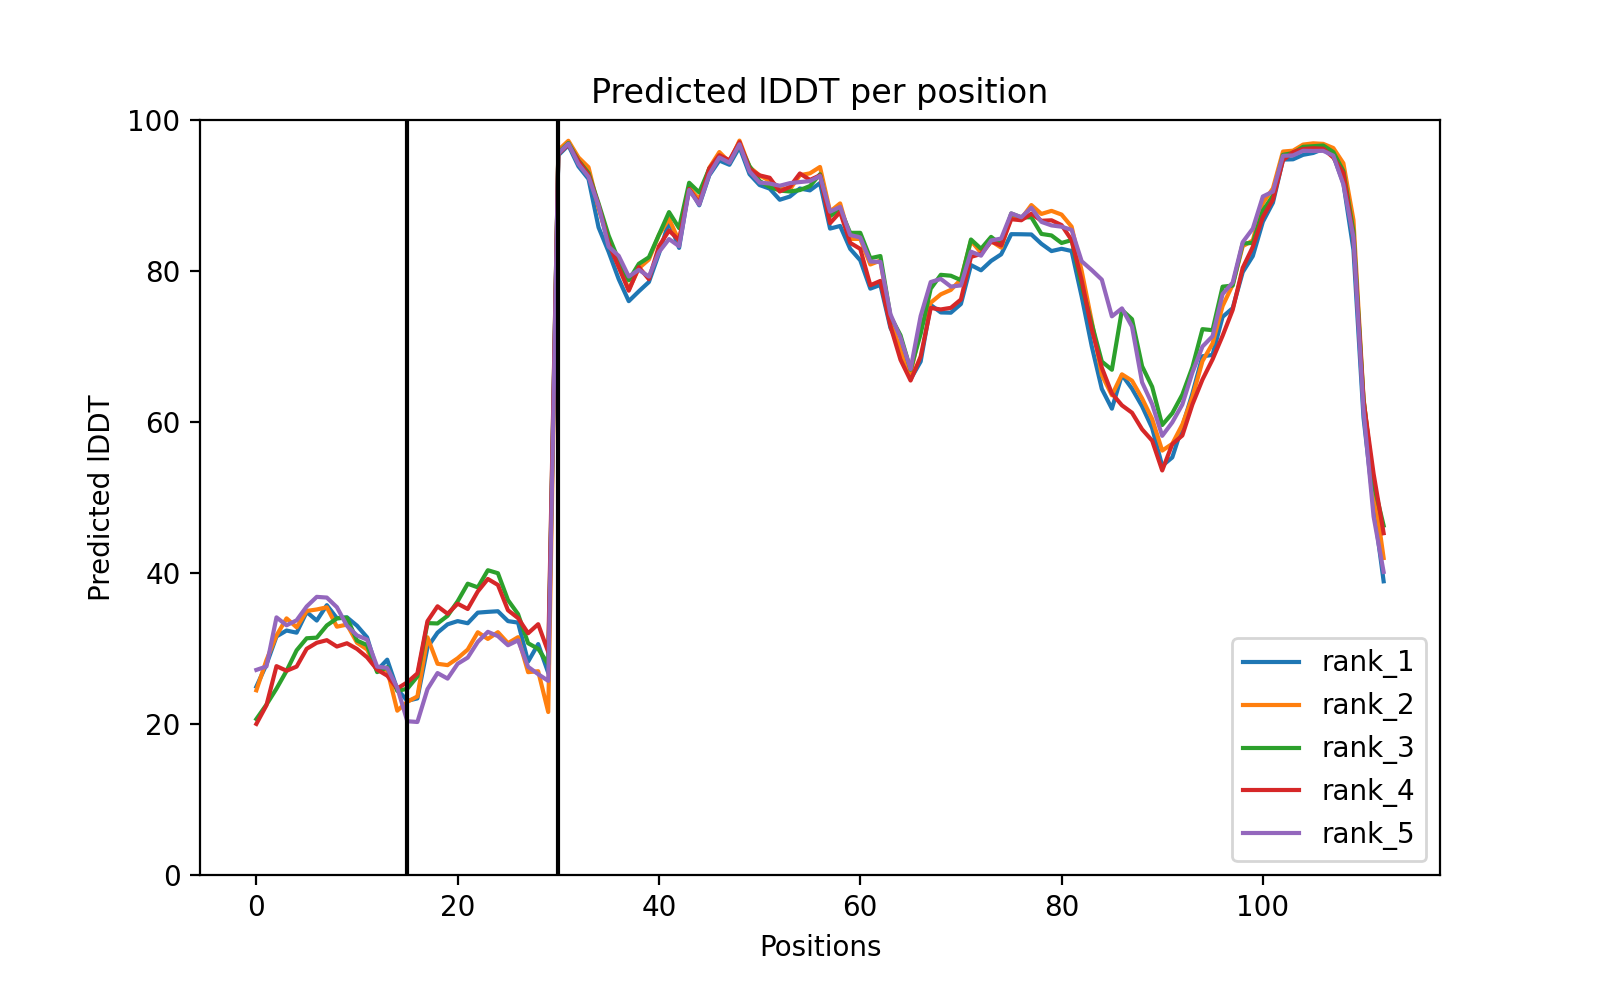 Predicted lDDT per position
Predicted lDDT
100
80
60
40
20
0
0 20 40 60 80 100
Positions
rank_1
rank_2
rank_3
rank_4
rank_5